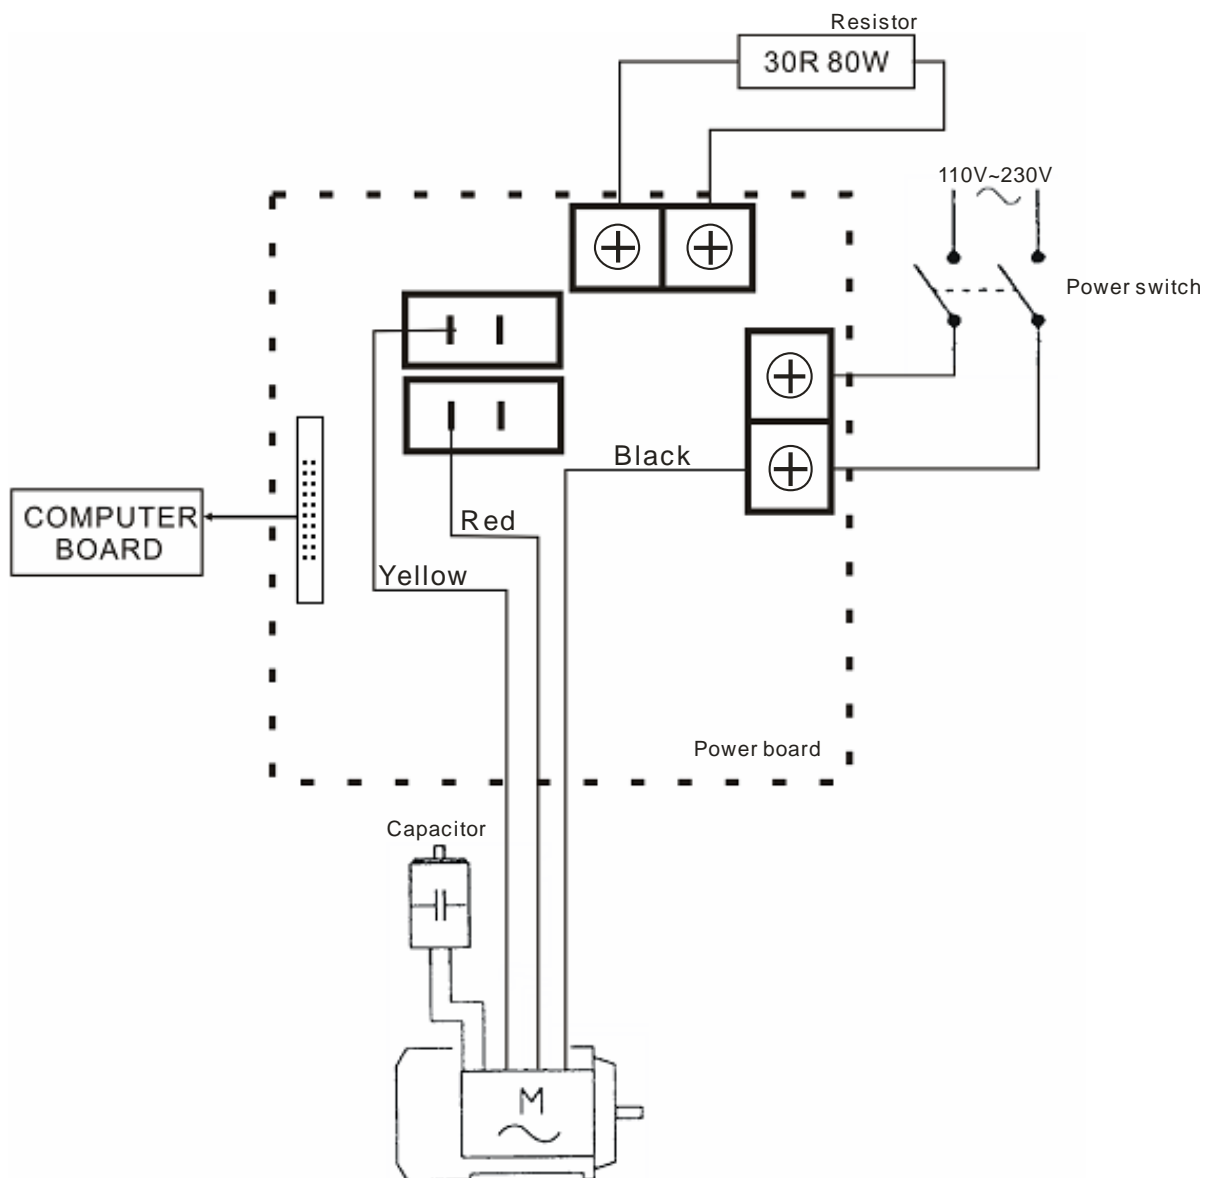 Resistor
30R 80W
110V~230V
Power switch
Black
COMPUTER
BOARD
Red
Yellow
Power board
Capacitor
M